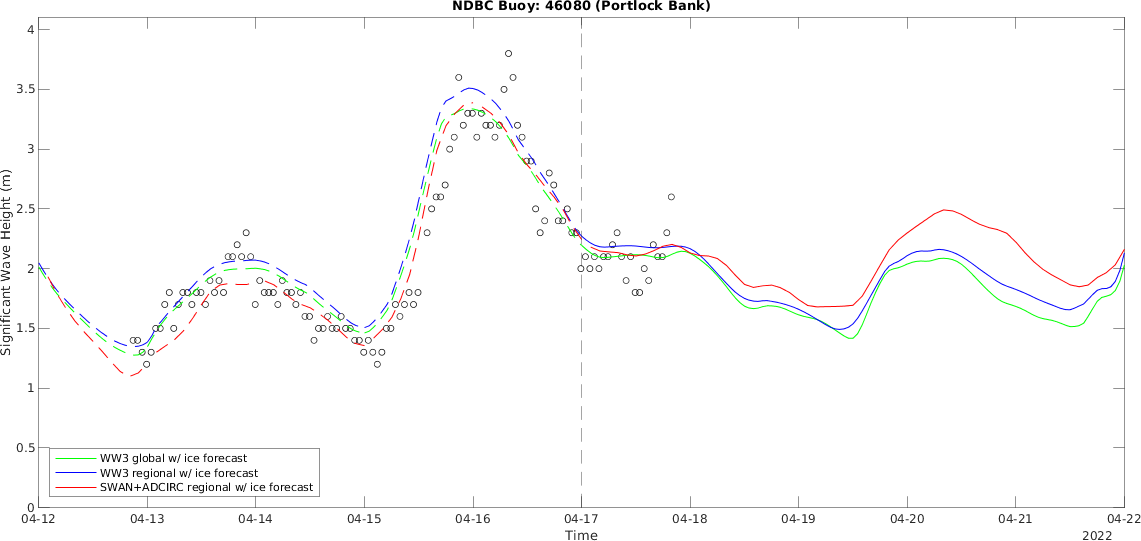 NDBC Buoy: 46080 (Portlock Bank)
4
3.5
3
2.5
2
1.5
1
0.5
0
Significant Wave Height (m)
WW3 global w/ ice forecast
WW3 regional w/ ice forecast
SWAN+ADCIRC regional w/ ice forecast
04-12 04-13 04-14 04-15 04-16 04-17 04-18 04-19 04-20 04-21 04-22
Time
2022